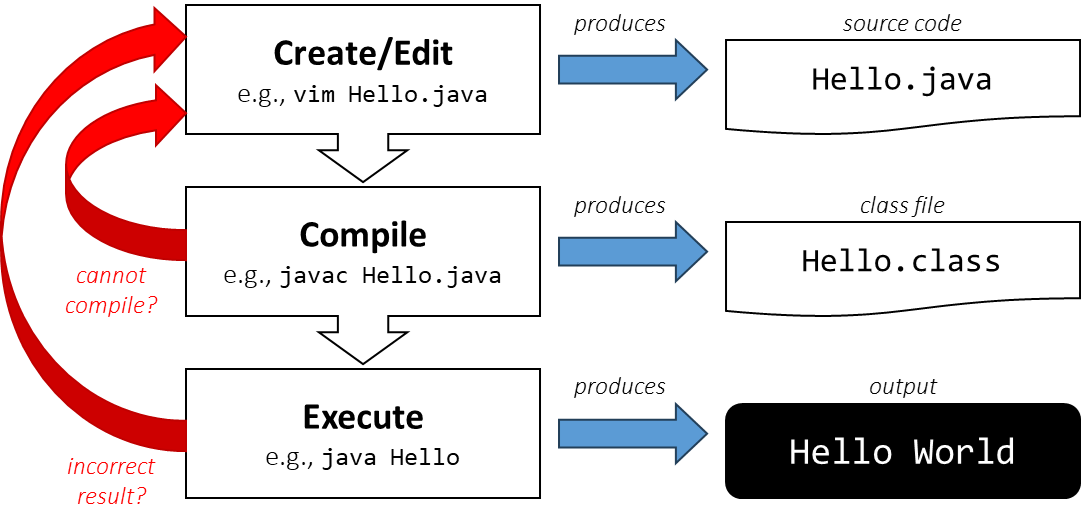 produces
source code
Create/Edit
e.g., vim Hello.java
Hello.java
produces
class file
Compile
e.g., javac Hello.java
Hello.class
cannot
compile?
produces
output
Execute
e.g., java Hello
Hello World
incorrect
result?